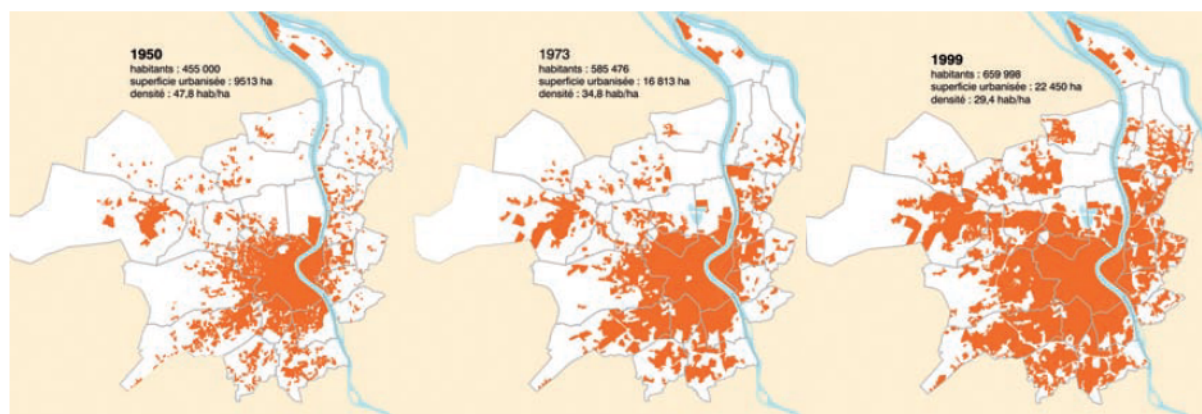 1950
habitants : 455 000
superficie urbanisée : 9513 ha
densité : 47,8 hab/ha
1973
habitants : 585 476
superficie urbanisée : 16 813 ha
densité : 34,8 hab/ha
1999
habitants : 659 998
superficie urbanisée : 22 450 ha
densité : 29,4 hab/ha